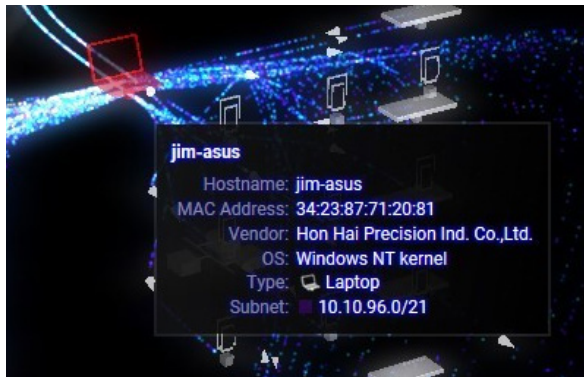 jim-asus
Hostname: jim-asus
MAC Address: 34:23:87:71:20:81
Vendor: Hon Hai Precision Ind. Co.,Ltd.
OS: Windows NT kernel
Type: Laptop
Subnet: 10.10.96.0/21